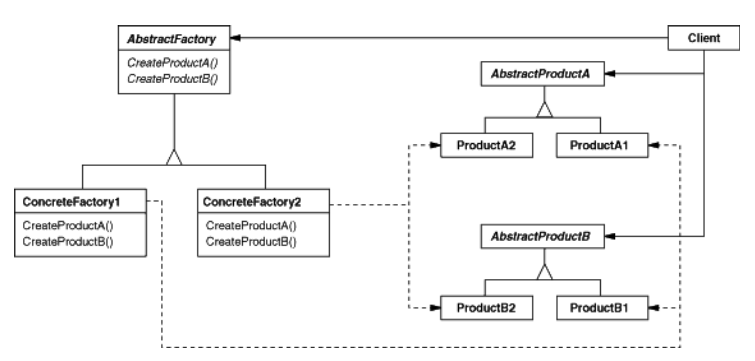 AbstractFactory
CreateProductA()
CreateProductB()
Client
AbstractProductA
ProductA2
ProductA1
ConcreteFactory1
CreateProductA()
CreateProductB()
ConcreteFactory2
CreateProductA()
CreateProductB()
AbstractProductB
ProductB2
ProductB1